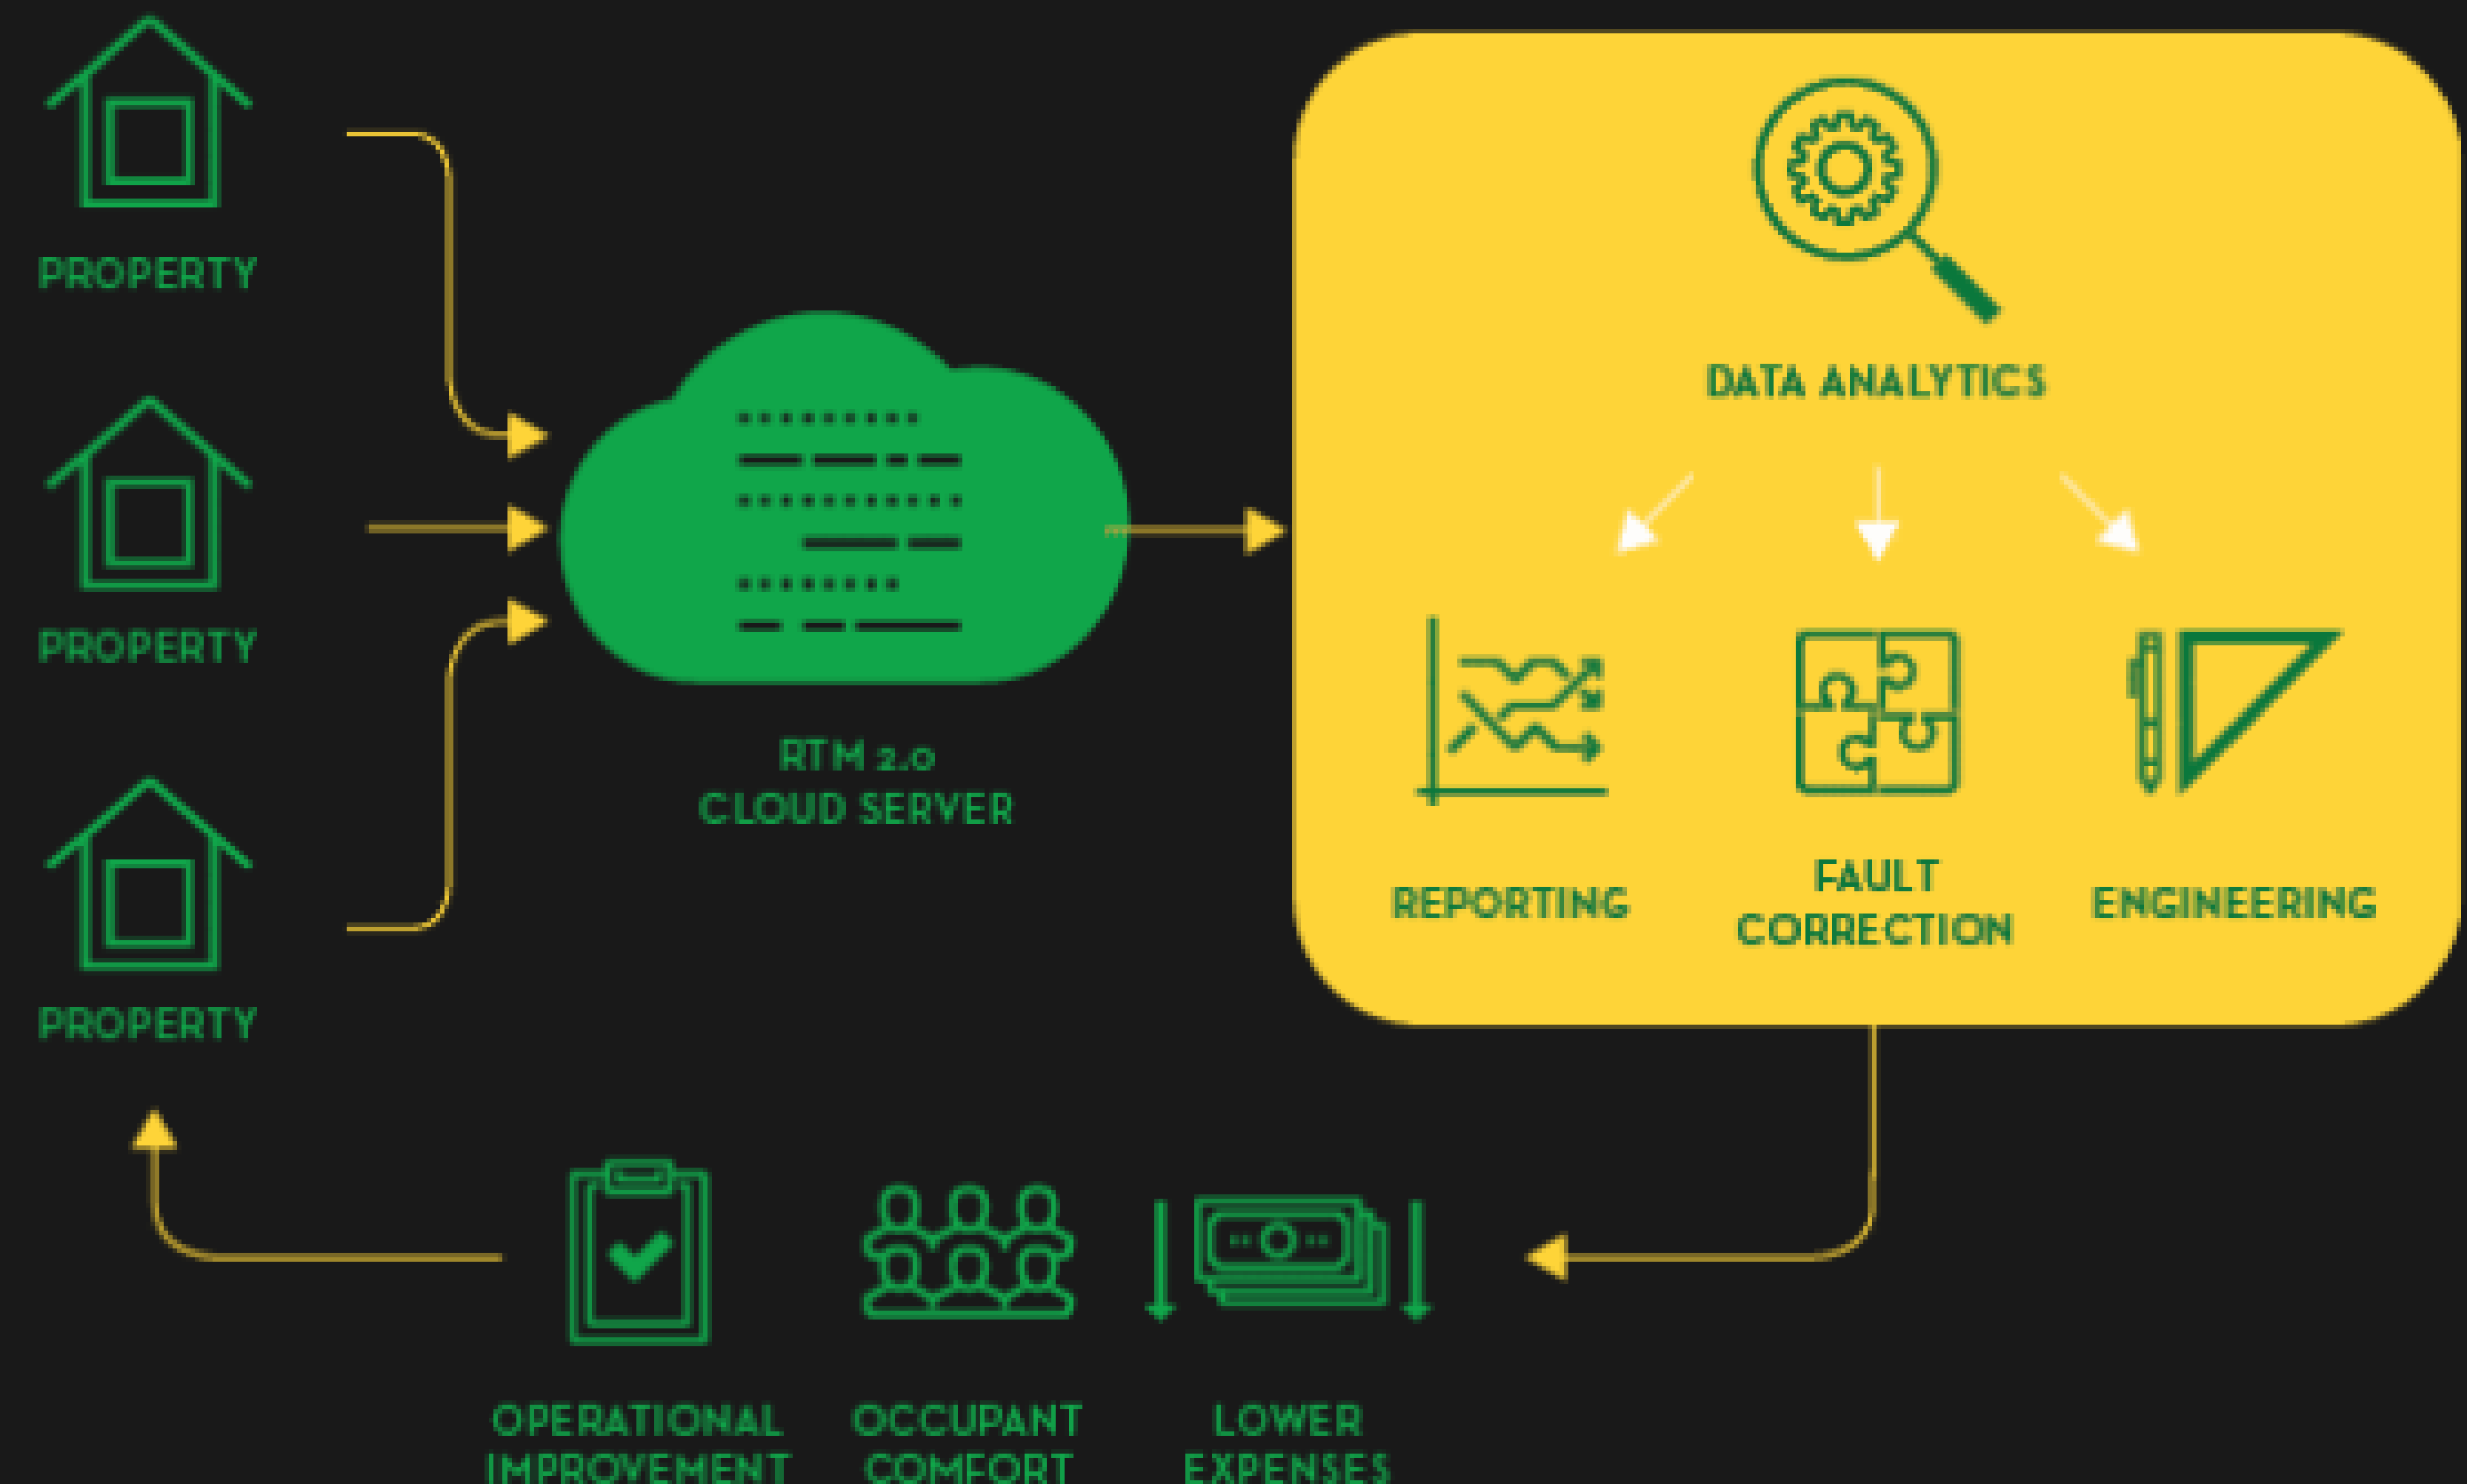 PROPERTY
PROPERTY
PROPERTY
RTM 2.0
CLOUD SERVER
DATA ANALYTICS
REPORTING
FAULT
CORRECTION
ENGINEERING
OPERATIONAL
IMPROVEMENT
OCCUPANT
COMFORT
LOWER
EXPENSES